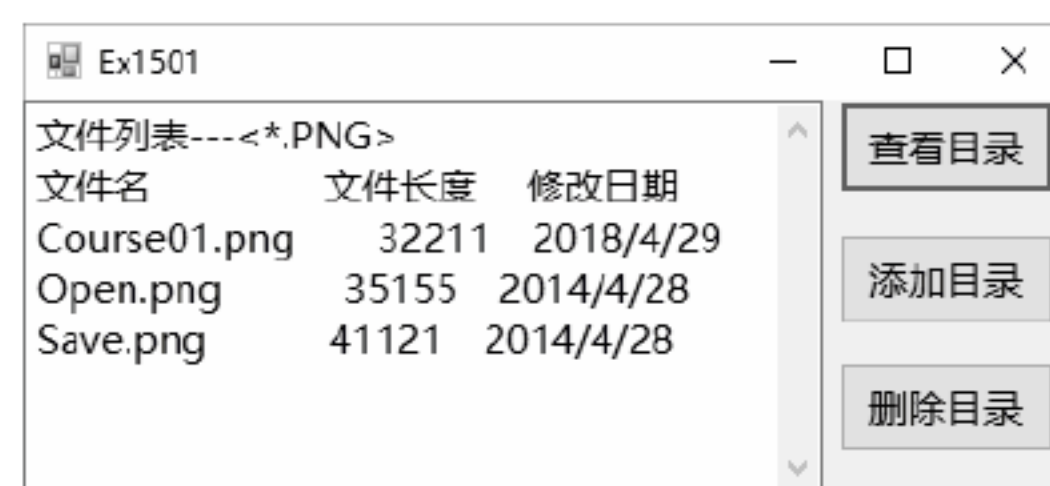 Ex1501
文件列表---<*.PNG>
文件名 文件长度 修改日期
Course01.png 32211 2018/4/29
Open.png 35155 2014/4/28
Save.png 41121 2014/4/28
查看目录
添加目录
删除目录